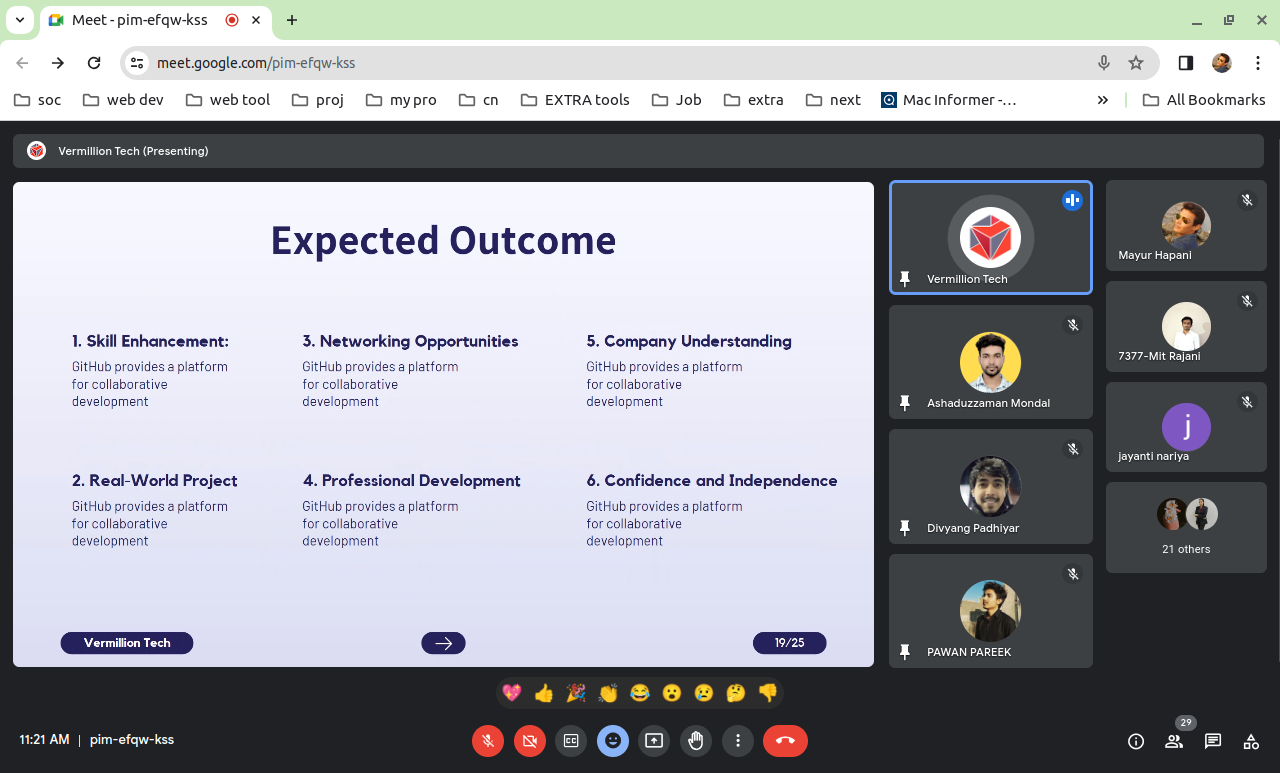 Meet - pim-efqw-kss
meet.google.com/pim-efqw-kss
soc web dev web tool proj my pro cn EXTRA tools Job extra next Mac Informer -... » All Bookmarks
Vermillion Tech (Presenting)
Expected Outcome
1. Skill Enhancement:
GitHub provides a platform
for collaborative
development
3. Networking Opportunities
GitHub provides a platform
for collaborative
development
5. Company Understanding
GitHub provides a platform
for collaborative
development
2. Real-World Project
GitHub provides a platform
for collaborative
development
4. Professional Development
GitHub provides a platform
for collaborative
development
6. Confidence and Independence
GitHub provides a platform
for collaborative
development
Vermillion Tech
19/25
Vermillion Tech
Ashaduzzaman Mondal
Divyang Padhiyar
PAWAN PAREEK
Mayur Hapani
7377-Mit Rajani
j
jayanti nariya
21 others
11:21 AM | pim-efqw-kss
CC
29